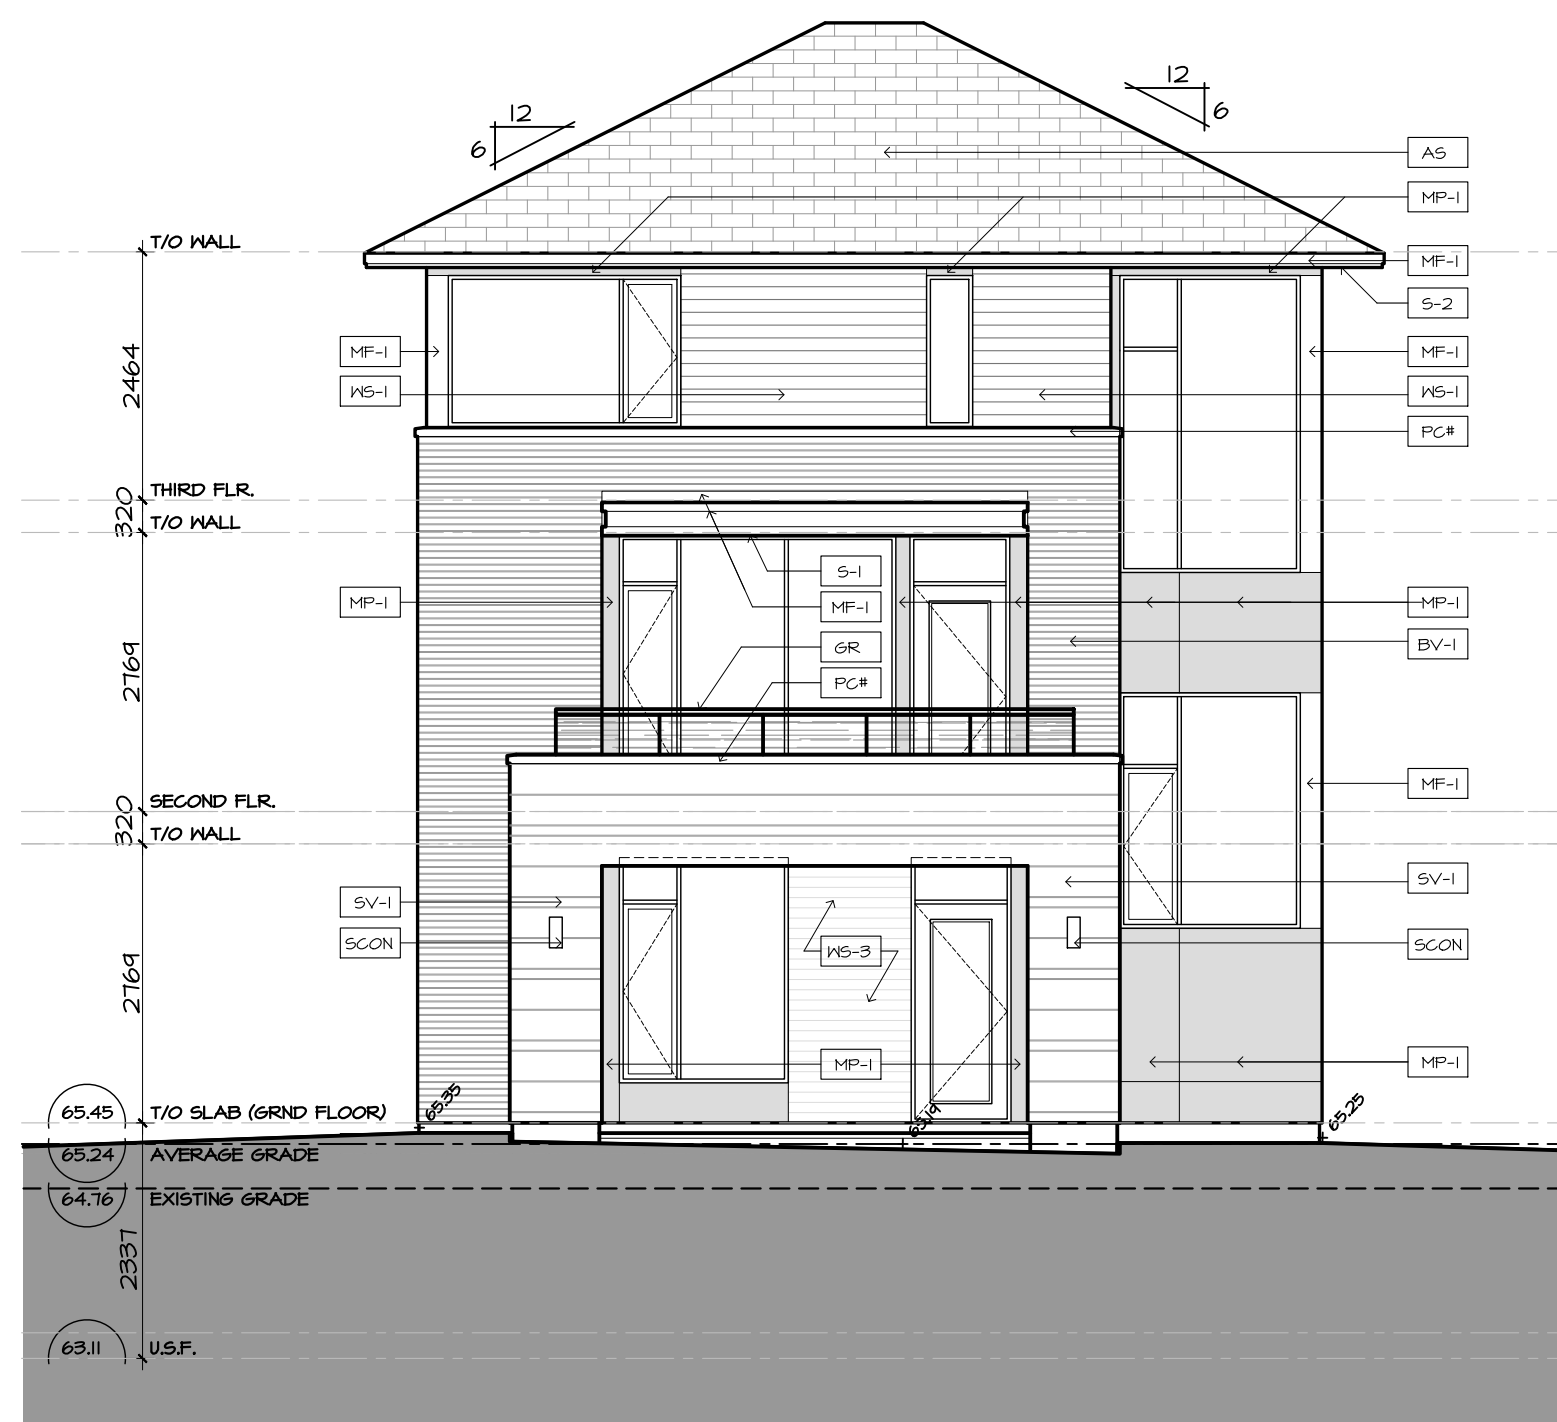 12
6
12
6
AS
MP-1
T/O WALL
MF-1
S-2
2464
MF-1
MF-1
WS-1
WS-1
PC#
THIRD FLR.
320
T/O WALL
S-1
MP-1
MF-1
MP-1
GR
BV-1
2769
PC#
MF-1
SECOND FLR.
320
T/O WALL
SV-1
SV-1
SCON
WS-3
SCON
2769
MP-1
MP-1
65.45
T/O SLAB (GRND FLOOR)
65.35
65.19
65.25
65.24
AVERAGE GRADE
64.76
EXISTING GRADE
2337
63.11
U.S.F.